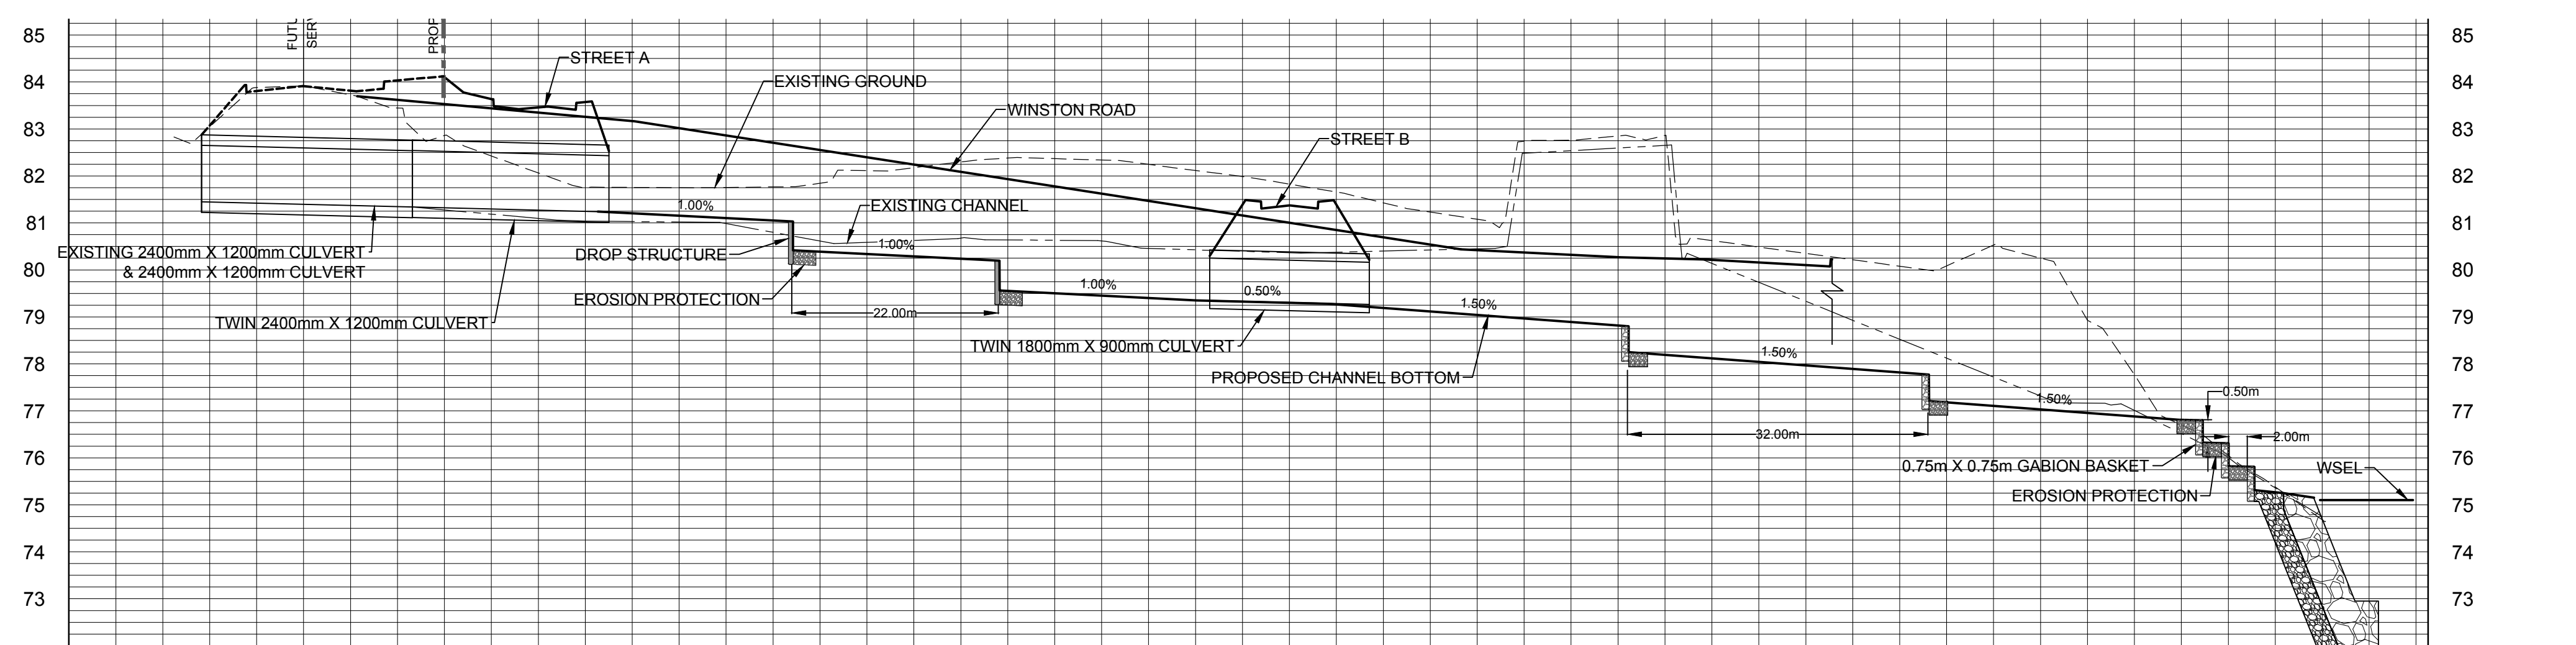 85
84
83
82
81
80
79
78
77
76
75
74
73
STREET A
EXISTING GROUND
WINSTON ROAD
STREET B
1.00%
EXISTING CHANNEL
1.00%
EXISTING 2400mm X 1200mm CULVERT
& 2400mm X 1200mm CULVERT
DROP STRUCTURE
EROSION PROTECTION
TWIN 2400mm X 1200mm CULVERT
22.00m
1.00%
0.50%
1.50%
TWIN 1800mm X 900mm CULVERT
PROPOSED CHANNEL BOTTOM
1.50%
32.00m
1.50%
0.50m
2.00m
0.75m X 0.75m GABION BASKET
EROSION PROTECTION
WSEL
85
84
83
82
81
80
79
78
77
76
75
74
73